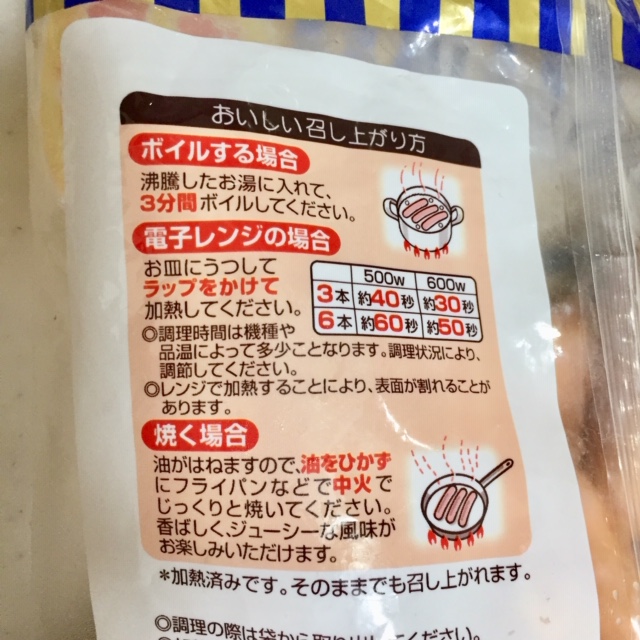 おいしい召し上がり方
ボイルする場合
沸騰したお湯に入れて、
3分間ボイルしてください。
電子レンジの場合
お皿にうつして
ラップをかけて
加熱してください。
500w 600w
3本 約40秒 約30秒
6本 約60秒 約50秒
◎調理時間は機種や
品温によって多少ことなります。調理状況により、
調節してください。
◎レンジで加熱することにより、表面が割れることが
あります。
焼く場合
油がはねますので、油をひかず
にフライパンなどで中火で
じっくりと焼いてください。
香ばしくジューシーな風味が
お楽しみいただけます。
*加熱済みです。そのままでも召し上がれます。
◎調理の際は袋から取り出してください。